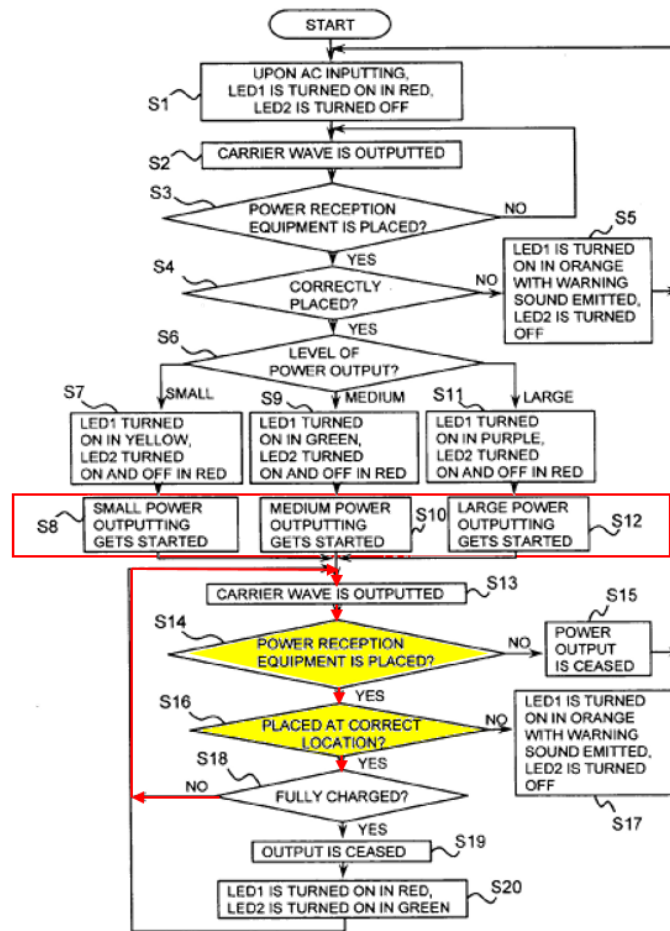 START
UPON AC INPUTTING,
LED1 IS TURNED ON IN RED,
LED2 IS TURNED OFF
S1
S2
CARRIER WAVE IS OUTPUTTED
S3
POWER RECEPTION
EQUIPMENT IS PLACED?
NO
YES
S4
CORRECTLY
PLACED?
NO
S5
LED1 IS TURNED
ON IN ORANGE
WITH WARNING
SOUND EMITTED,
LED2 IS TURNED
OFF
YES
S6
LEVEL OF
POWER OUTPUT?
S7
SMALL
S9
MEDIUM
S11
LARGE
LED1 TURNED
ON IN YELLOW,
LED2 TURNED
ON AND OFF IN RED
LED1 TURNED
ON IN GREEN,
LED2 TURNED
ON AND OFF IN RED
LED1 TURNED
ON IN PURPLE,
LED2 TURNED
ON AND OFF IN RED
S8
SMALL POWER
OUTPUTTING
GETS STARTED
MEDIUM POWER
OUTPUTTING
GETS STARTED
S10
LARGE POWER
OUTPUTTING
GETS STARTED
S12
CARRIER WAVE IS OUTPUTTED
S13
S14
POWER RECEPTION
EQUIPMENT IS PLACED?
NO
S15
POWER
OUTPUT
IS CEASED
YES
S16
PLACED AT CORRECT
LOCATION?
NO
LED1 IS TURNED
ON IN ORANGE
WITH WARNING
SOUND EMITTED,
LED2 IS TURNED
OFF
S17
YES
S18
NO
FULLY CHARGED?
YES
OUTPUT IS CEASED
S19
LED1 IS TURNED ON IN RED,
LED2 IS TURNED ON IN GREEN
S20